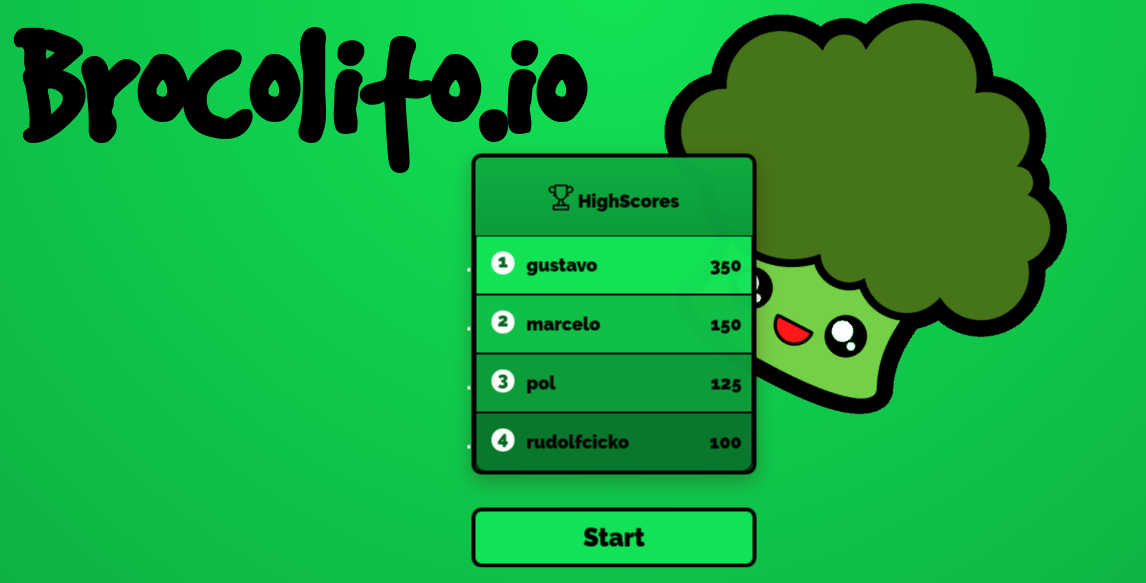 Brocolito.io
HighScores
1 gustavo 350
2 marcelo 150
3 pol 125
4 rudolfcicko 100
Start